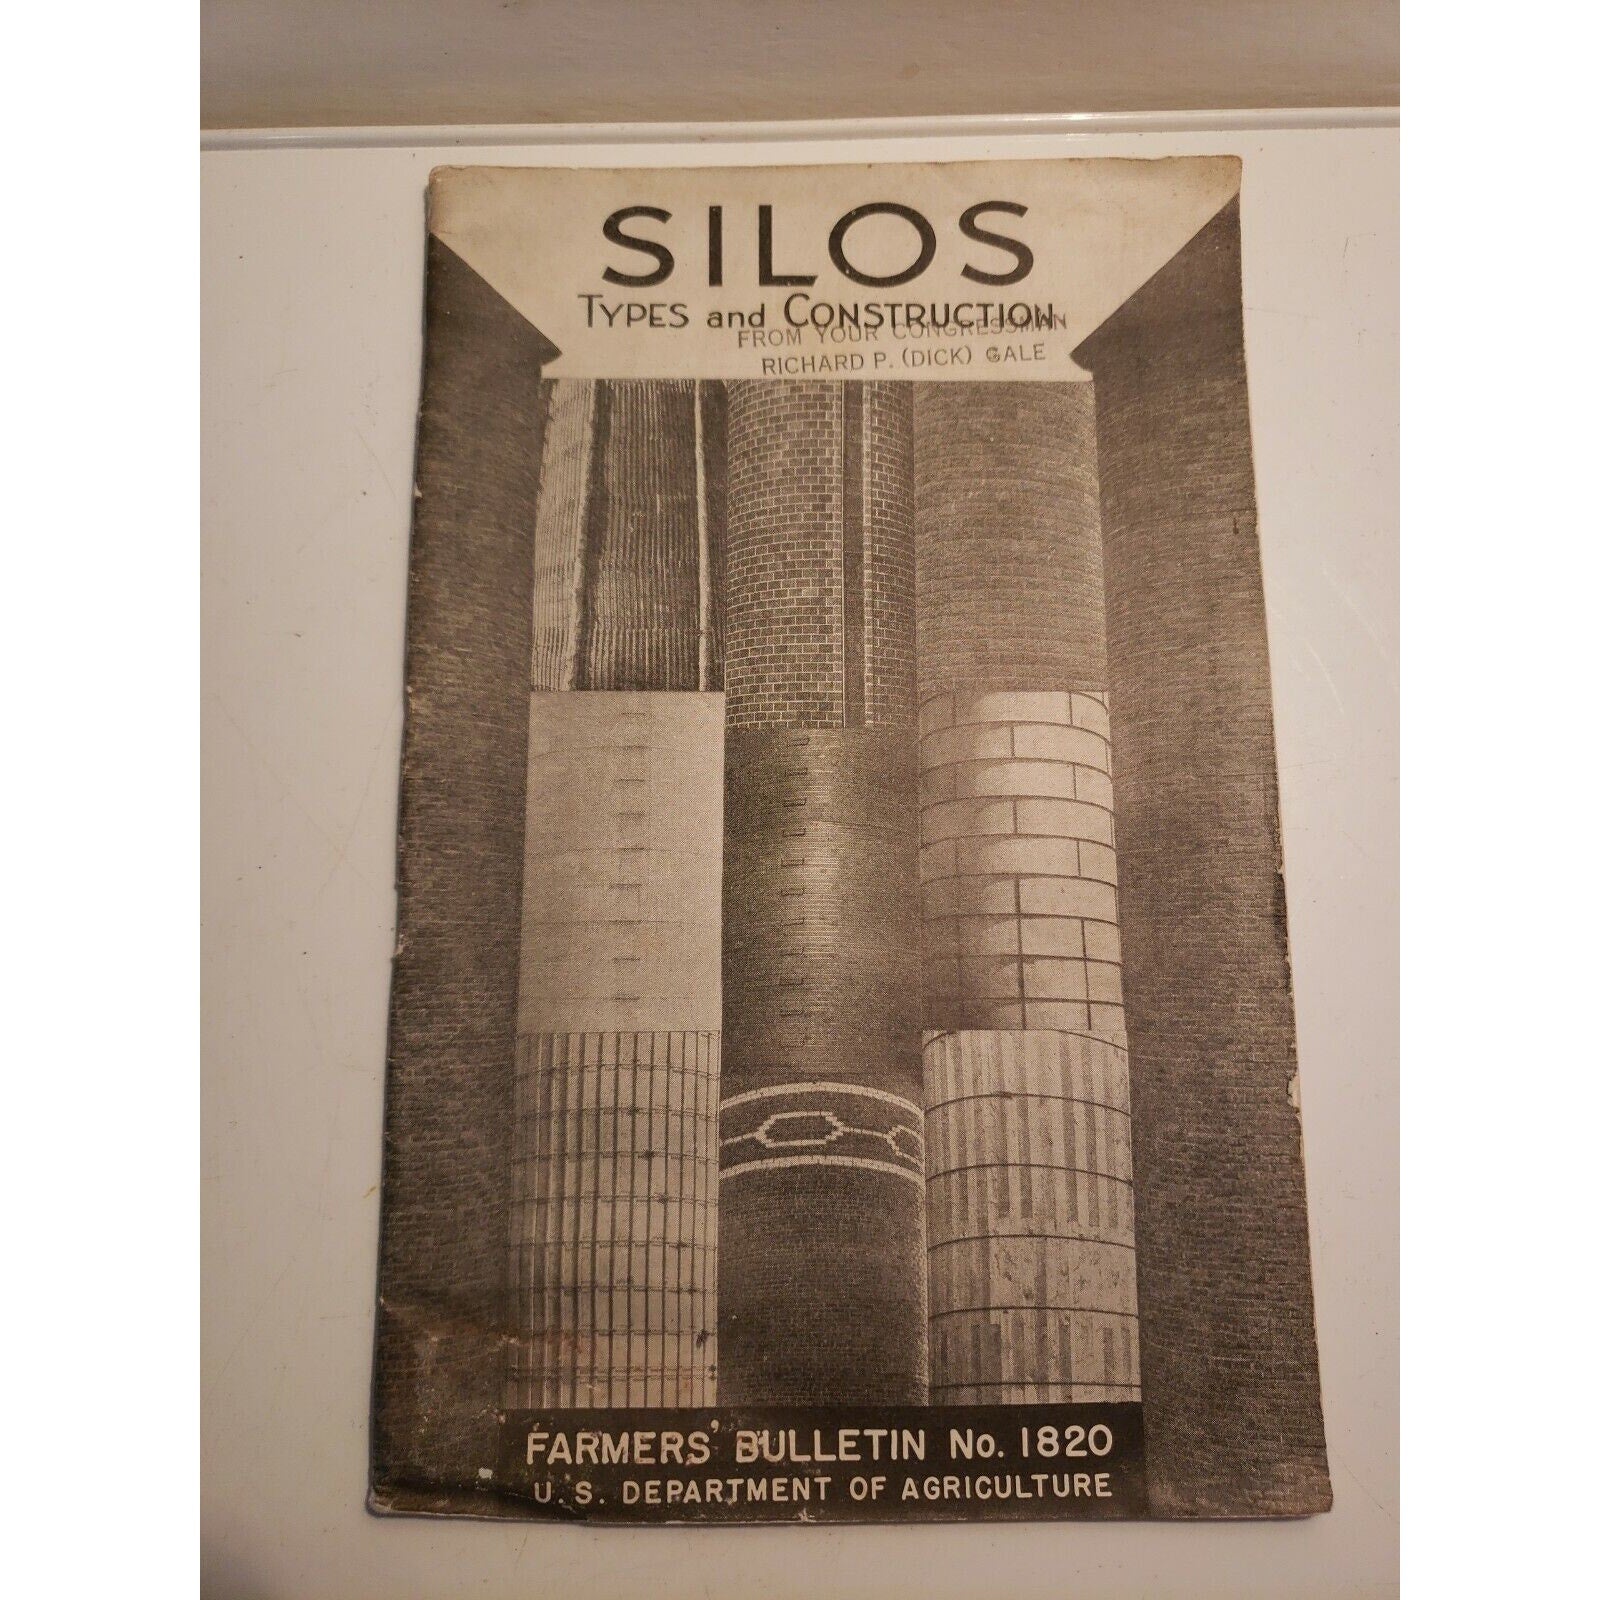 SILOS
TYPES and CONSTRUCTION
FROM YOUR CONGRESSMAN
RICHARD P. (DICK) GALE
FARMERS' BULLETIN No. 1820
U. S. DEPARTMENT OF AGRICULTURE